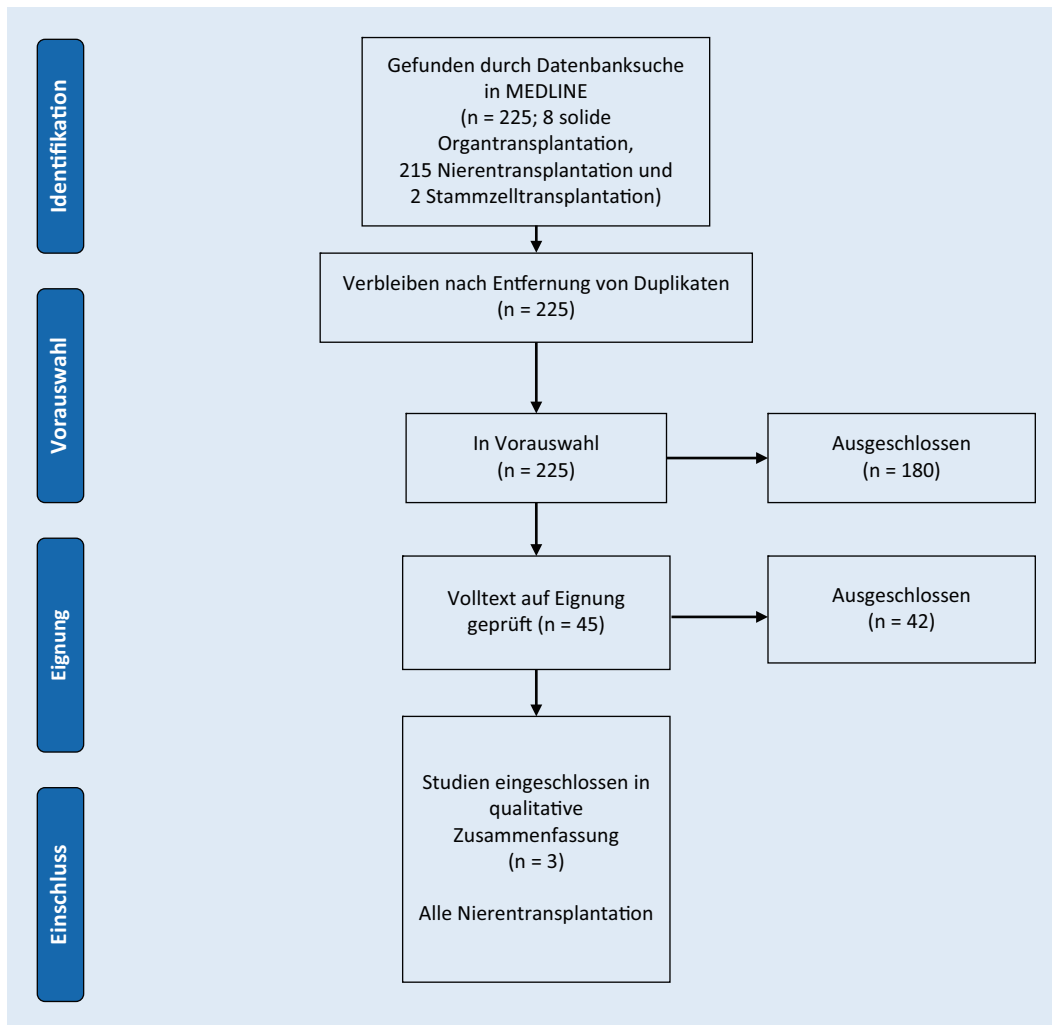 Identifikation
Gefunden durch Datenbanksuche
in MEDLINE
(n = 225; 8 solide
Organtransplantation,
215 Nierentransplantation und
2 Stammzelltransplantation)
Verbleiben nach Entfernung von Duplikaten
(n = 225)
Vorauswahl
In Vorauswahl
(n = 225)
Ausgeschlossen
(n = 180)
Eignung
Volltext auf Eignung
geprüft (n = 45)
Ausgeschlossen
(n = 42)
Einschluss
Studien eingeschlossen in
qualitative
Zusammenfassung
(n = 3)
Alle Nierentransplantation